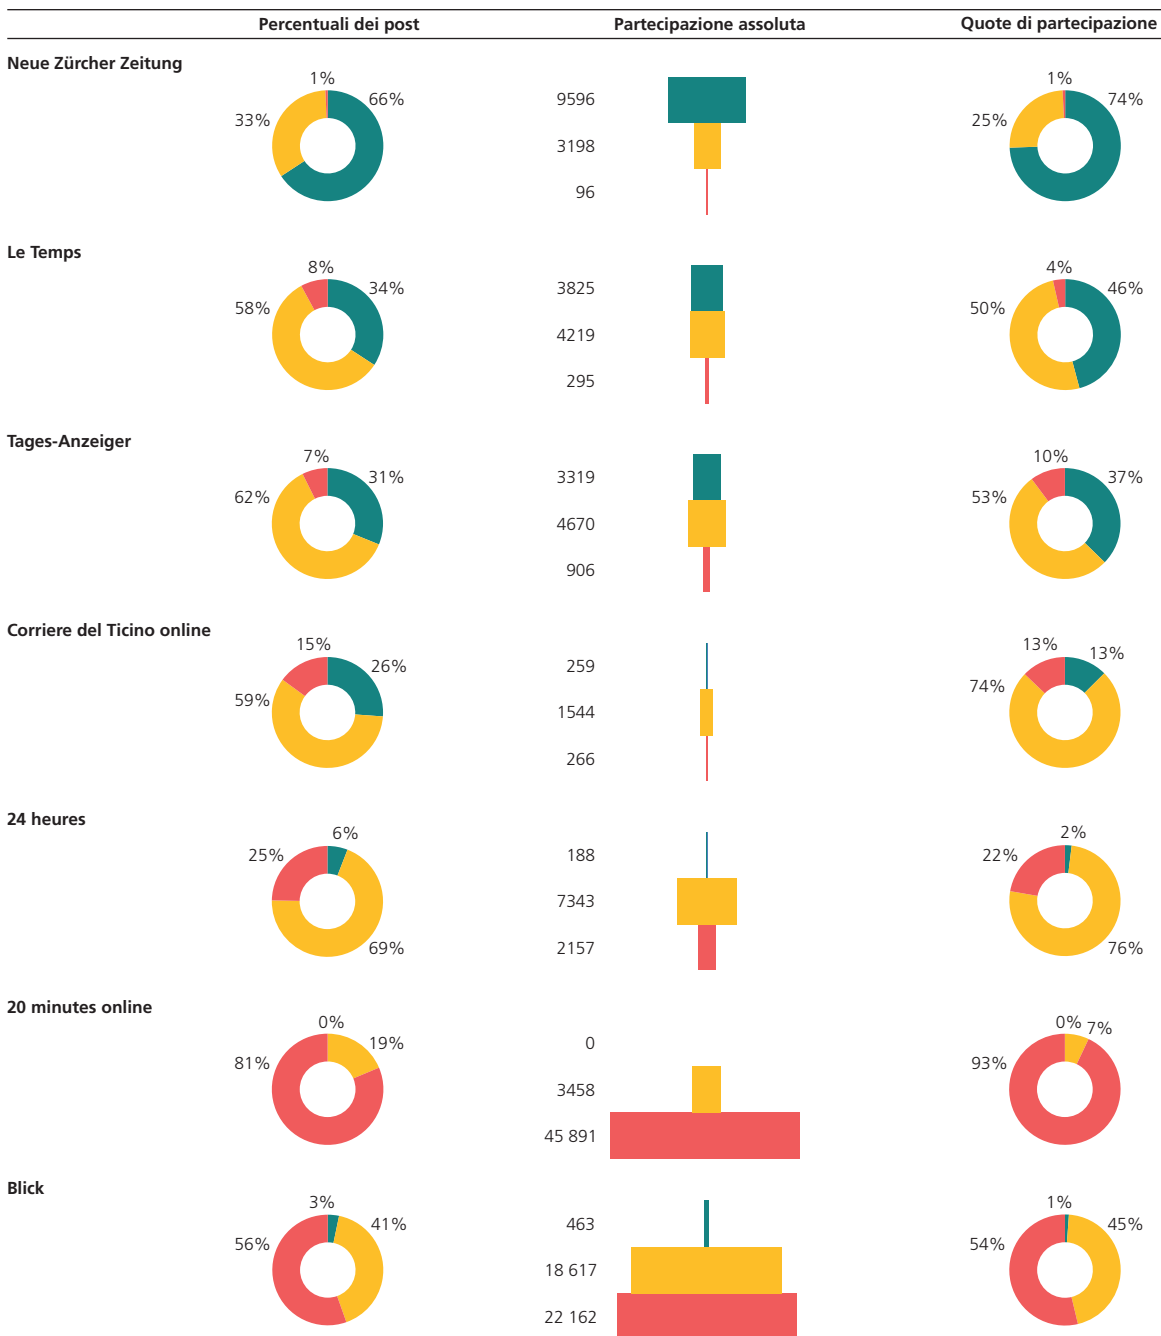 Percentuali dei post Partecipazione assoluta Quote di partecipazione
Neue Zürcher Zeitung
1% 1%
66% 9596 74%
33% 25%
3198
96
Le Temps
8% 4%
34% 3825 46%
58% 50%
4219
295
Tages-Anzeiger
7% 10%
31% 3319 37%
62% 53%
4670
906
Corriere del Ticino online
15% 13% 13%
26% 259
59% 74%
1544
266
24 heures
6% 2%
25% 188 22%
7343
69% 2157 76%
20 minutes online
0% 0% 7%
19% 0
81% 93%
3458
45 891
Blick
3% 1%
41% 463 45%
56% 54%
18 617
22 162